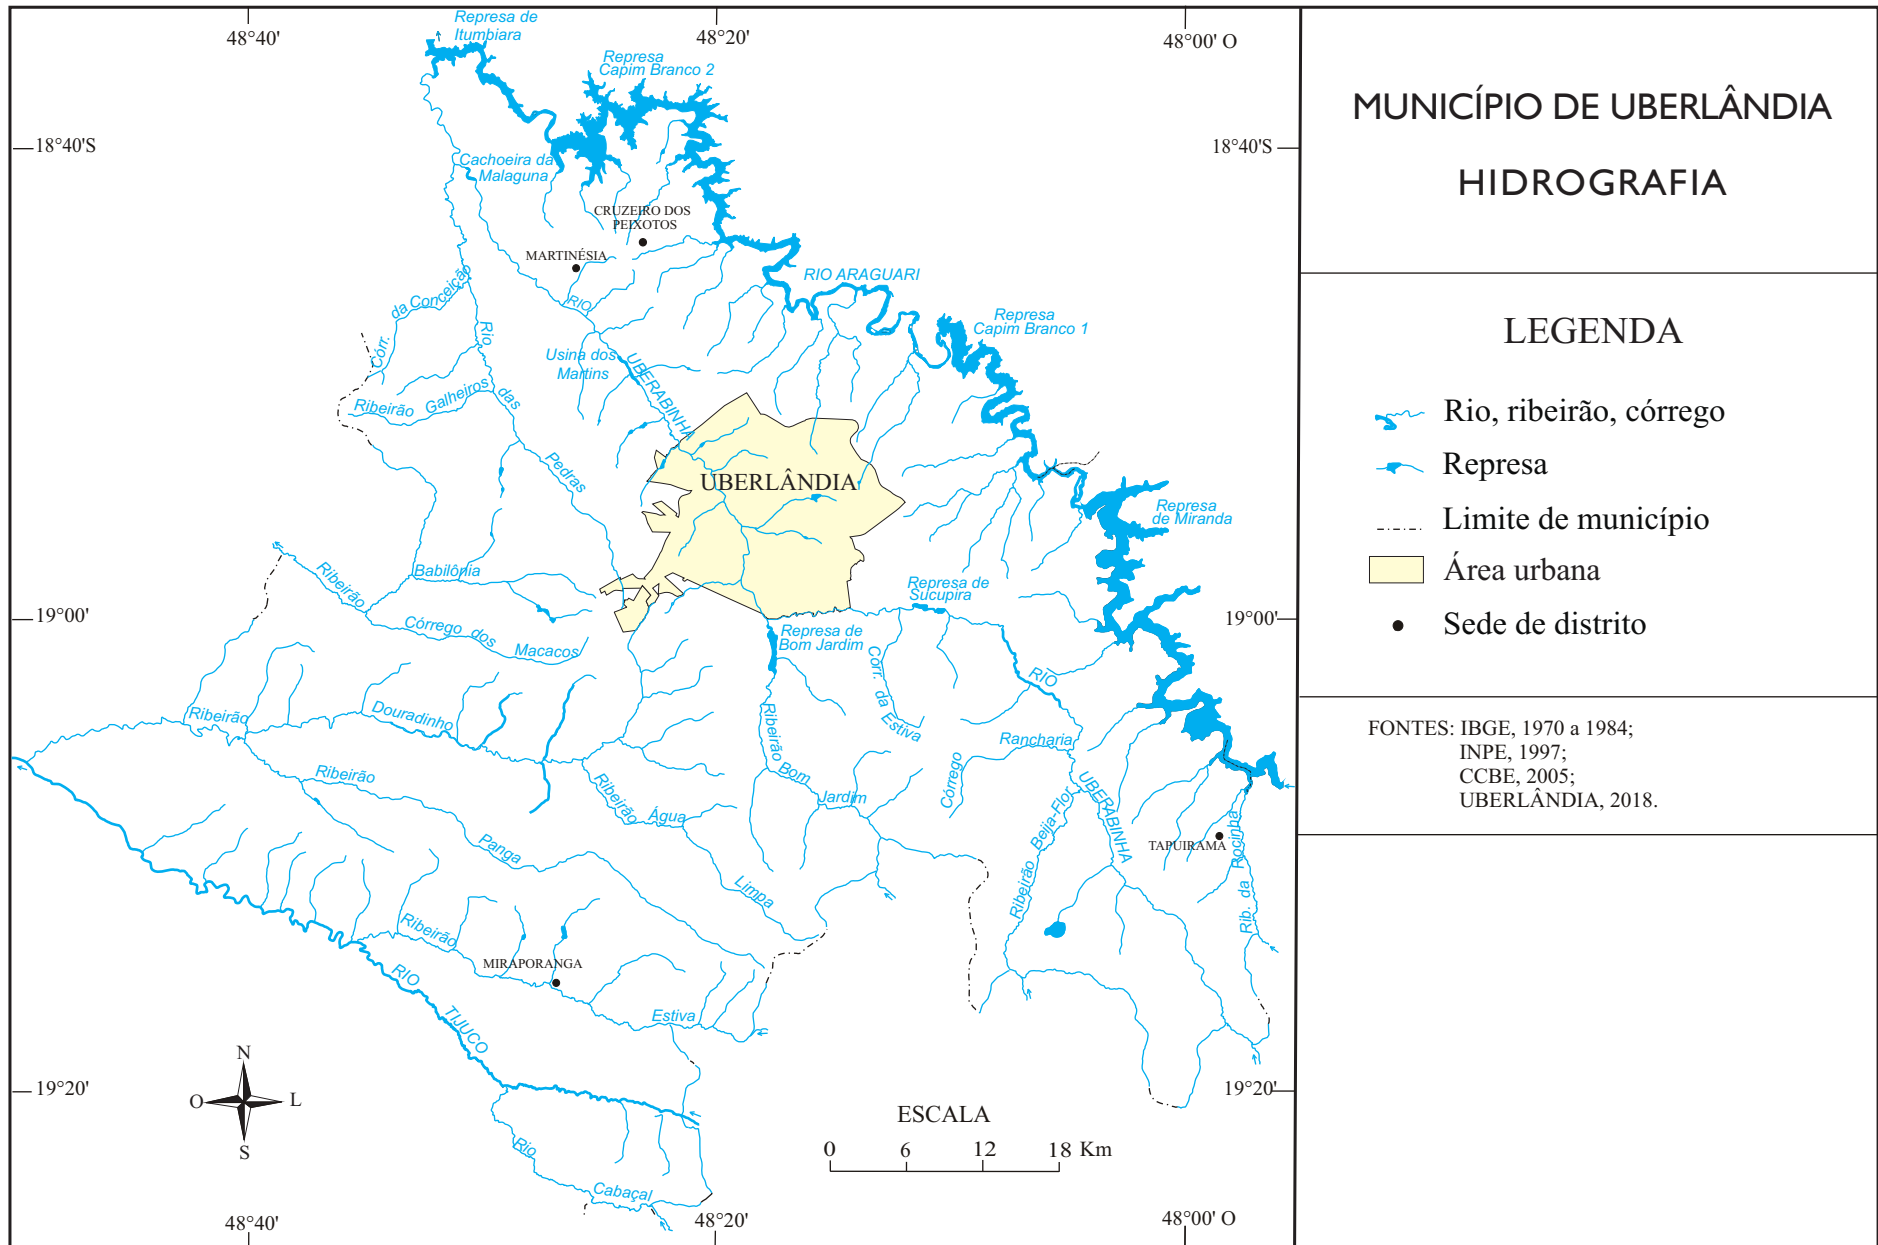 48°40'
48°20'
48°00' O
18°40'S
18°40'S
19°00'
19°00'
19°20'
19°20'
48°40'
48°20'
48°00' O
Represa de
Itumbiara
Represa
Capim Branco 2
Cachoeira da
Malaguna
CRUZEIRO DOS
PEIXOTOS
MARTINÉSIA
RIO ARAGUARI
Represa
Capim Branco 1
Córr. da Conceição
Rio das Pedras
RIO UBERABINHA
Usina dos
Martins
Ribeirão Galheiros
UBERLÂNDIA
Represa
de Miranda
Ribeirão Babilônia
Represa de
Sucupira
Córrego dos Macacos
Represa de
Bom Jardim
Córr. da Estiva
RIO UBERABINHA
Ribeirão Douradinho
Ribeirão Bom Jardim
Córrego Rancharia
Ribeirão Panga
Ribeirão Água Limpa
Ribeirão Beija-Flor
TAPUIRAMA
Rib. da Rocinha
Ribeirão Estiva
MIRAPORANGA
RIO TIJUCO
Rio Cabaçal
N
O
L
S
ESCALA
0 6 12 18 Km
MUNICÍPIO DE UBERLÂNDIA
HIDROGRAFIA
LEGENDA
Rio, ribeirão, córrego
Represa
Limite de município
Área urbana
Sede de distrito
FONTES: IBGE, 1970 a 1984;
INPE, 1997;
CCBE, 2005;
UBERLÂNDIA, 2018.